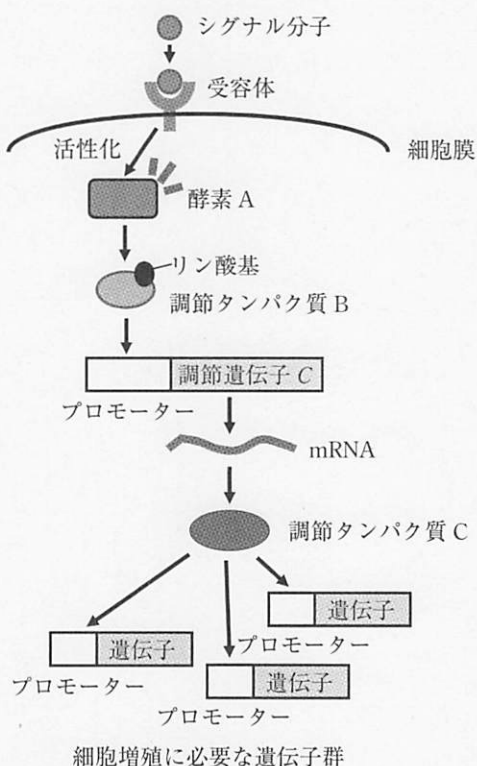 シグナル分子
受容体
活性化
細胞膜
酵素 A
リン酸基
調節タンパク質 B
調節遺伝子 C
プロモーター
mRNA
調節タンパク質 C
遺伝子
プロモーター
遺伝子
プロモーター
遺伝子
プロモーター
細胞増殖に必要な遺伝子群